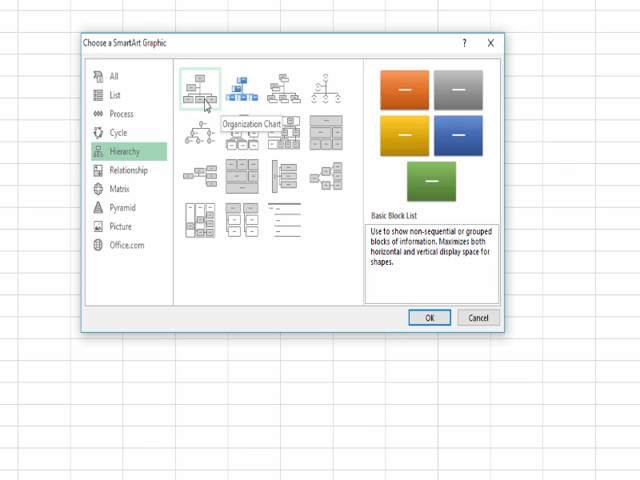 Choose a SmartArt Graphic
?
All
List
Process
Cycle
Hierarchy
Relationship
Matrix
Pyramid
Picture
Office.com
Organization Chart
Basic Block List
Use to show non-sequential or grouped
blocks of information. Maximizes both
horizontal and vertical display space for
shapes.
OK
Cancel